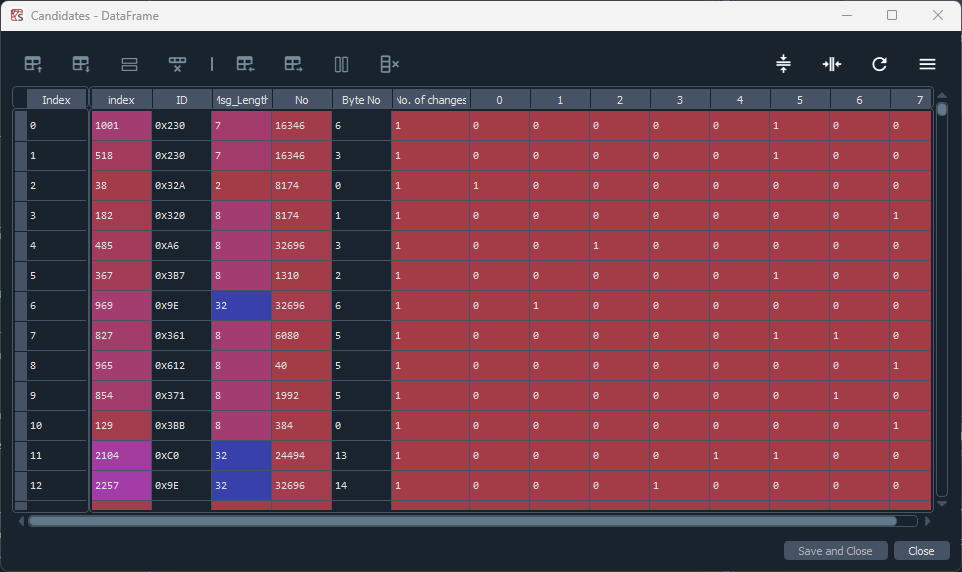 Candidates - DataFrame
Index index ID Msg_Length No Byte No No. of changes 0 1 2 3 4 5 6 7
0 1001 0x230 7 16346 6 1 0 0 0 0 0 1 0 0
1 518 0x230 7 16346 3 1 0 0 0 0 0 1 0 0
2 38 0x32A 2 8174 0 1 1 0 0 0 0 0 0 0
3 182 0x320 8 8174 1 1 0 0 0 0 0 0 0 1
4 485 0xA6 8 32696 3 1 0 0 1 0 0 0 0 0
5 367 0x3B7 8 1310 2 1 0 0 0 0 0 1 0 0
6 969 0x9E 32 32696 6 1 0 1 0 0 0 0 0 0
7 827 0x361 8 6080 5 1 0 0 0 0 0 1 1 0
8 965 0x612 8 40 5 1 0 0 0 0 0 0 0 1
9 854 0x371 8 1992 5 1 0 0 0 0 0 0 1 0
10 129 0x3BB 8 384 0 1 0 0 0 0 0 0 0 1
11 2104 0xC0 32 24494 13 1 0 0 0 0 1 1 0 0
12 2257 0x9E 32 32696 14 1 0 0 0 1 0 0 0 0
Save and Close Close